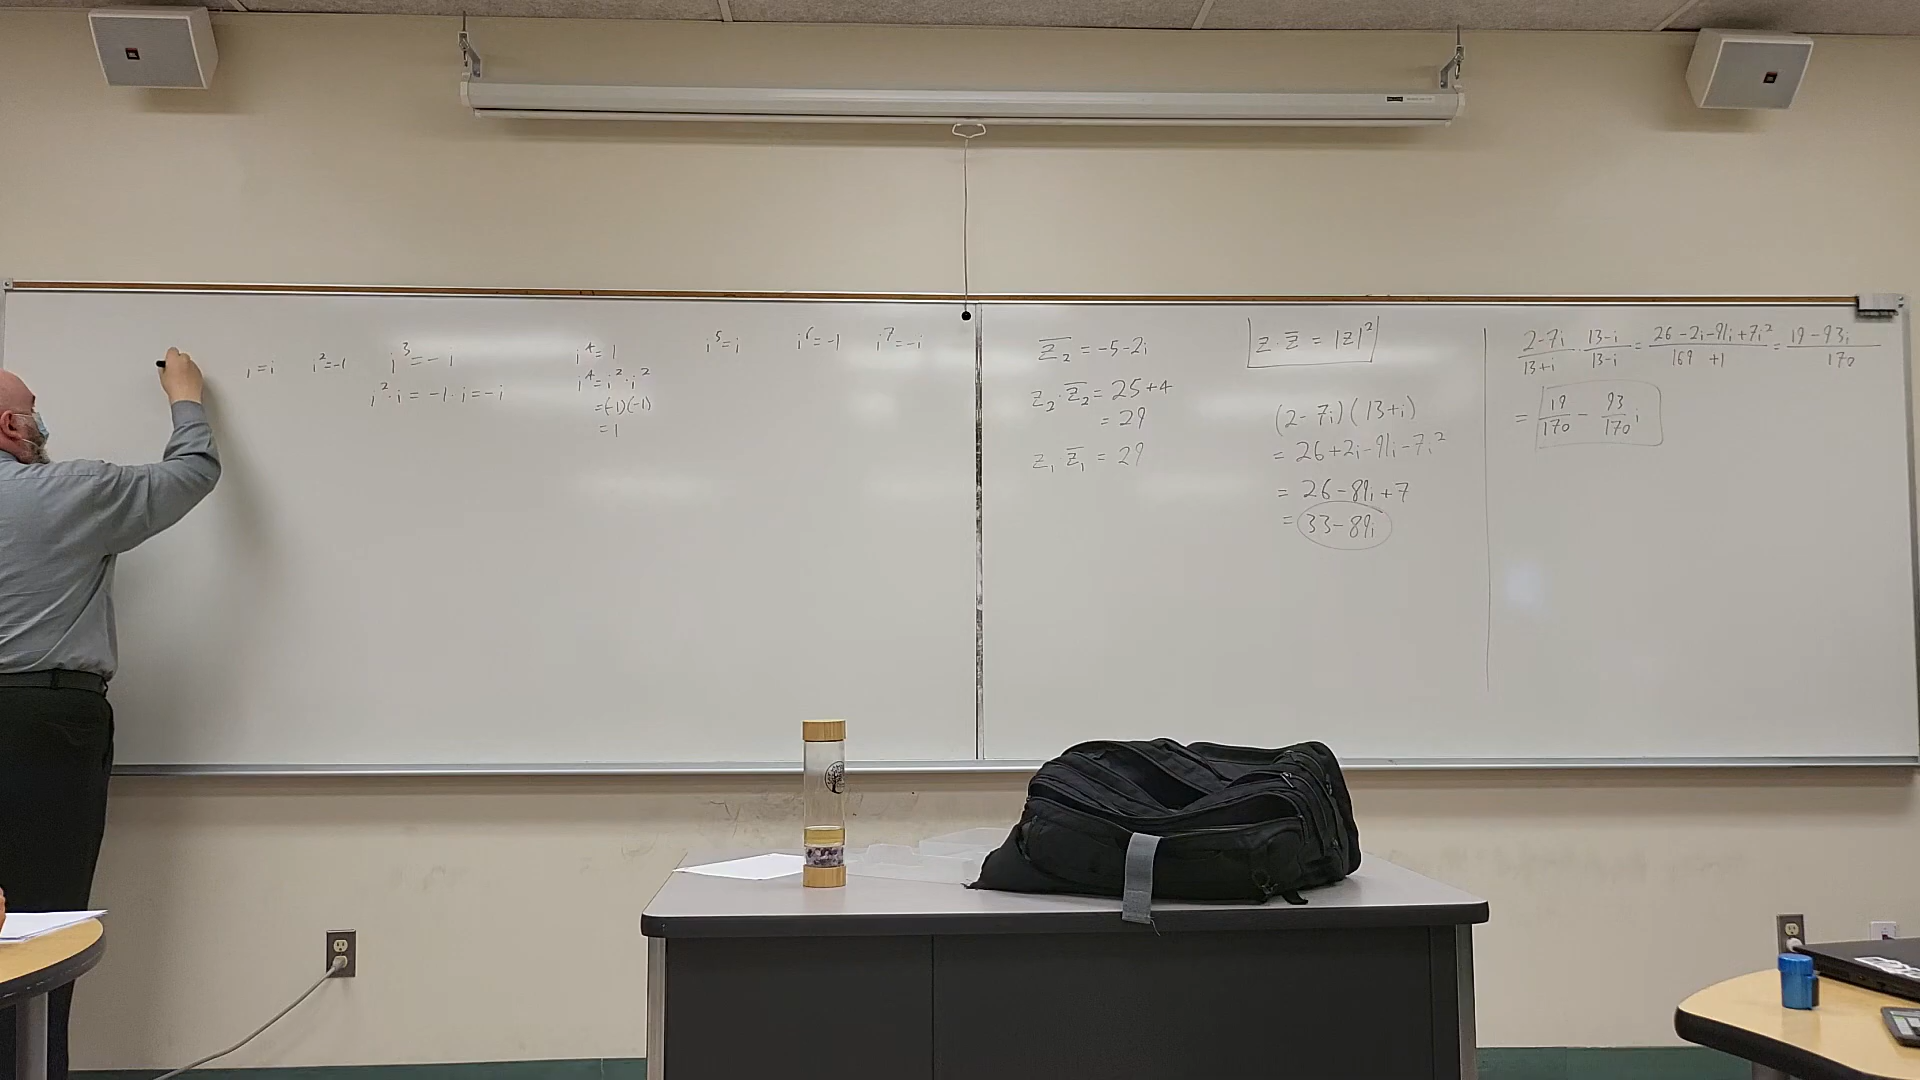 i = i
i² = -1
i³ = -i
i²·i = -1·i = -i
i⁴ = 1
i⁴ = i²·i²
= (-1)(-1)
= 1
i⁵ = i
i⁶ = -1
i⁷ = -i
z̅₂ = -5-2i
z₂·z̅₂ = 25+4
= 29
z₁ z̅₁ = 29
z·z̅ = |z|²
(2-7i)(13+i)
= 26+2i-91i-7i²
= 26-89i+7
= 33-89i
(2-7i)/(13+i) · (13-i)/(13-i) = (26-2i-91i+7i²)/(169+1) = (19-93i)/170
= 19/170 - 93/170 i